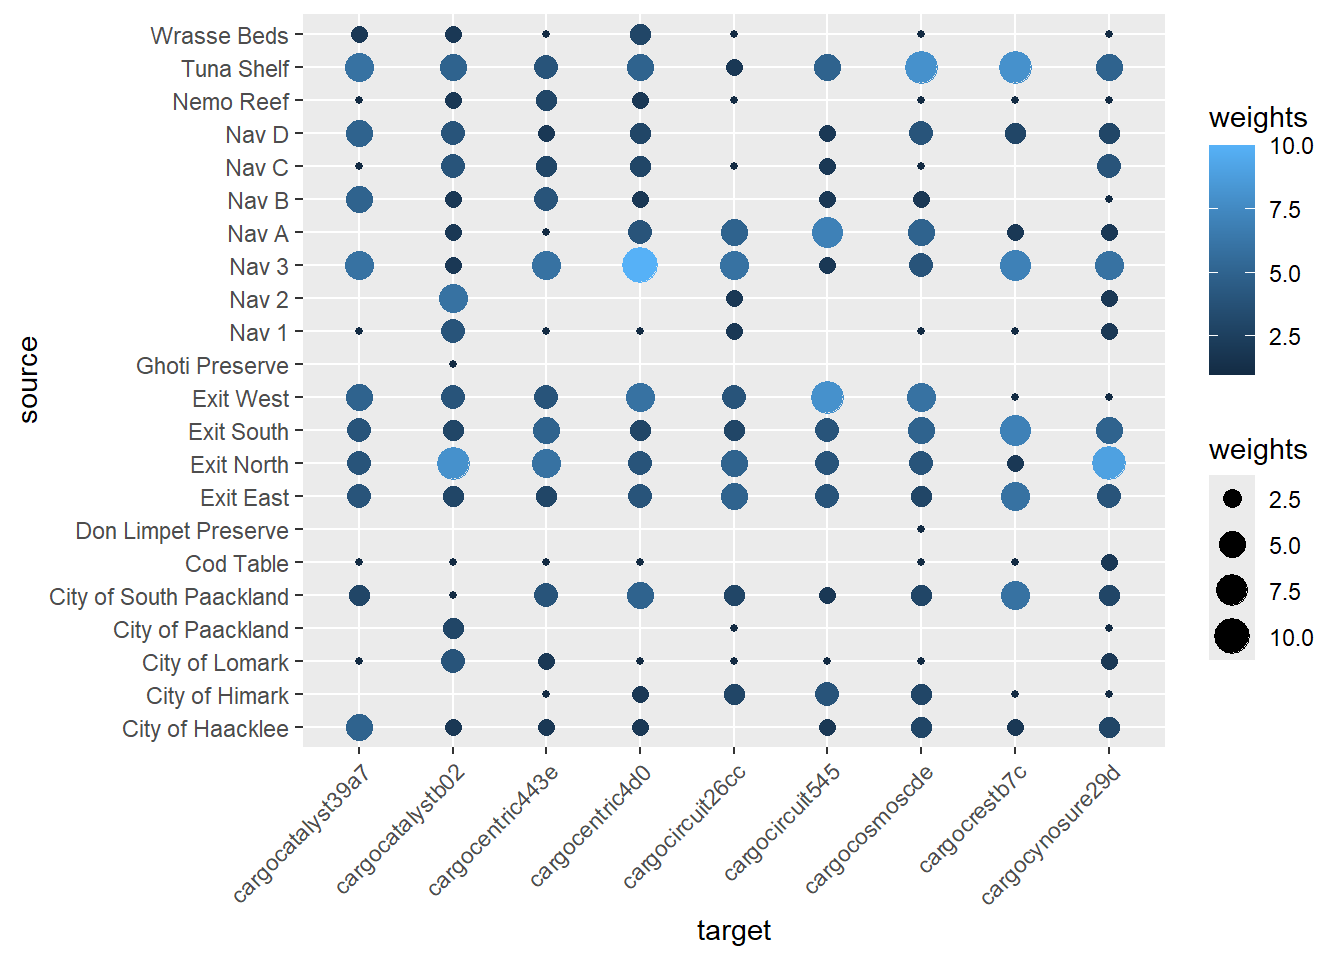 Wrasse Beds
Tuna Shelf
Nemo Reef
Nav D
Nav C
Nav B
Nav A
Nav 3
Nav 2
Nav 1
Ghoti Preserve
Exit West
Exit South
Exit North
Exit East
Don Limpet Preserve
Cod Table
City of South Paackland
City of Paackland
City of Lomark
City of Himark
City of Haacklee
source
cargocatalyst39a7
cargocatalystb02
cargocentric443e
cargocentric4d0
cargocircuit26cc
cargocircuit545
cargocosmoscde
cargocrestb7c
cargocynosure29d
target
weights
10.0
7.5
5.0
2.5
weights
2.5
5.0
7.5
10.0